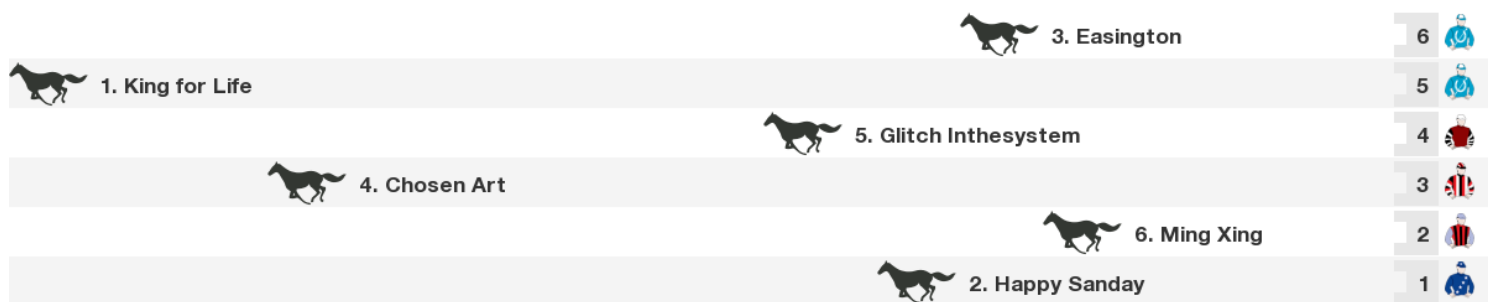 3. Easington 6
1. King for Life 5
5. Glitch Inthesystem 4
4. Chosen Art 3
6. Ming Xing 2
2. Happy Sanday 1